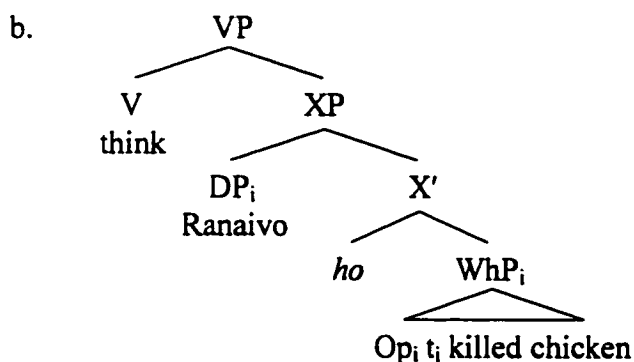 b. VP
V XP
think
DPi X'
Ranaivo
ho WhPi
Opi ti killed chicken